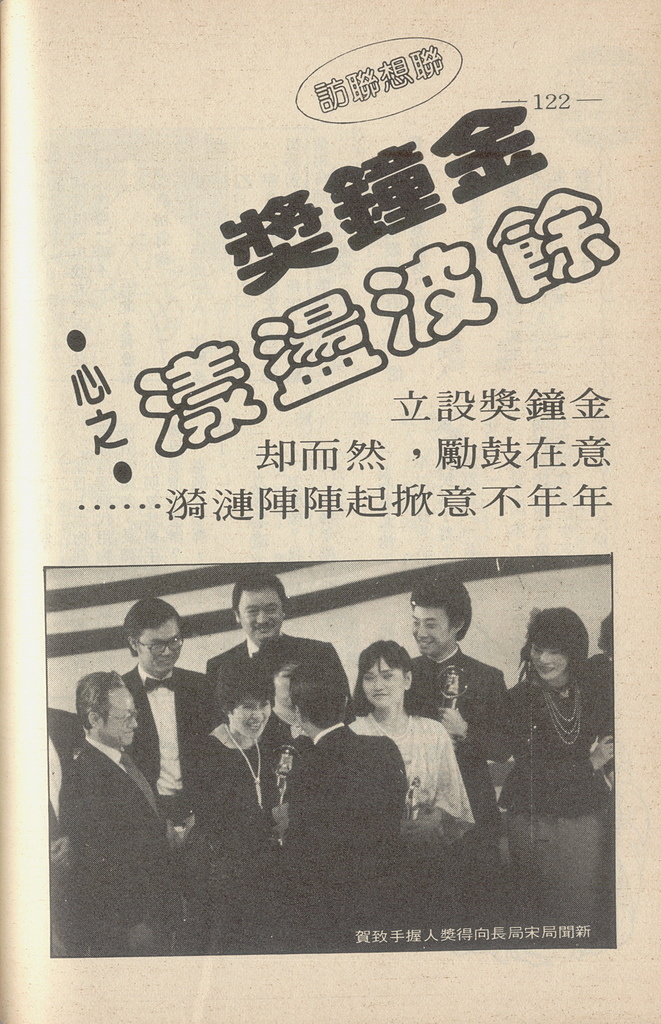 聯想聯訪
—122—
金鐘獎
餘波盪漾
●心之●
金鐘獎設立
意在鼓勵，然而却
年年不意掀起陣陣漣漪……
新聞局宋局長向得獎人握手致賀